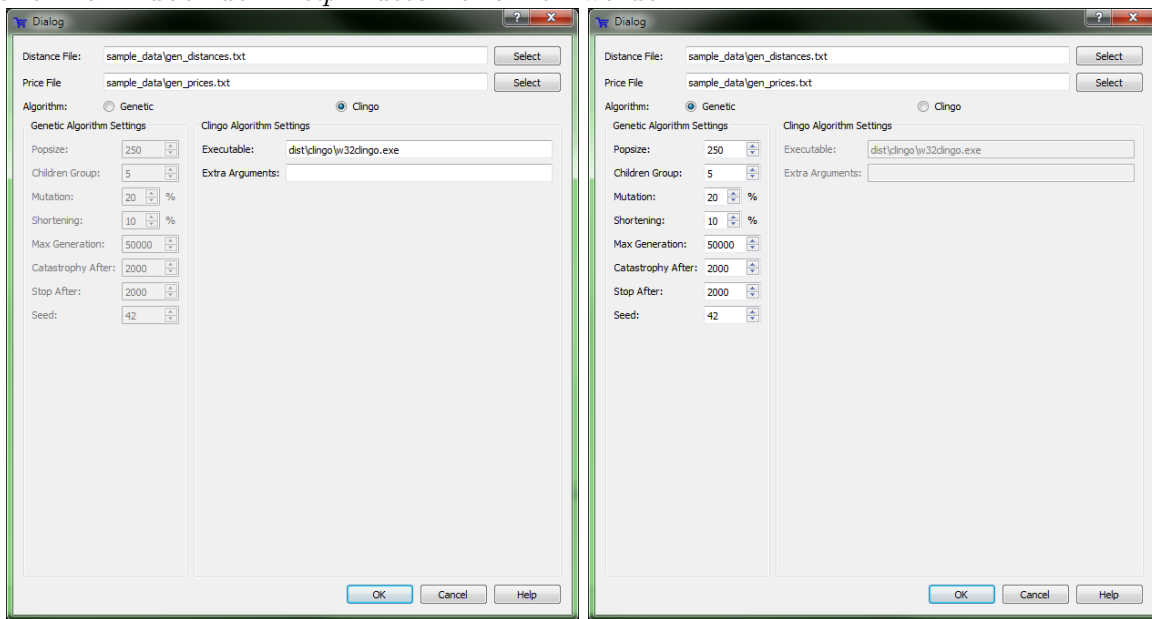 Dialog
Distance File: sample_data\gen_distances.txt Select
Price File sample_data\gen_prices.txt Select
Algorithm: Genetic Clingo
Genetic Algorithm Settings Clingo Algorithm Settings
Popsize: 250 Executable: dist\clingo\w32clingo.exe
Children Group: 5 Extra Arguments:
Mutation: 20 %
Shortening: 10 %
Max Generation: 50000
Catastrophy After: 2000
Stop After: 2000
Seed: 42
OK Cancel Help
Dialog
Distance File: sample_data\gen_distances.txt Select
Price File sample_data\gen_prices.txt Select
Algorithm: Genetic Clingo
Genetic Algorithm Settings Clingo Algorithm Settings
Popsize: 250 Executable: dist\clingo\w32clingo.exe
Children Group: 5 Extra Arguments:
Mutation: 20 %
Shortening: 10 %
Max Generation: 50000
Catastrophy After: 2000
Stop After: 2000
Seed: 42
OK Cancel Help